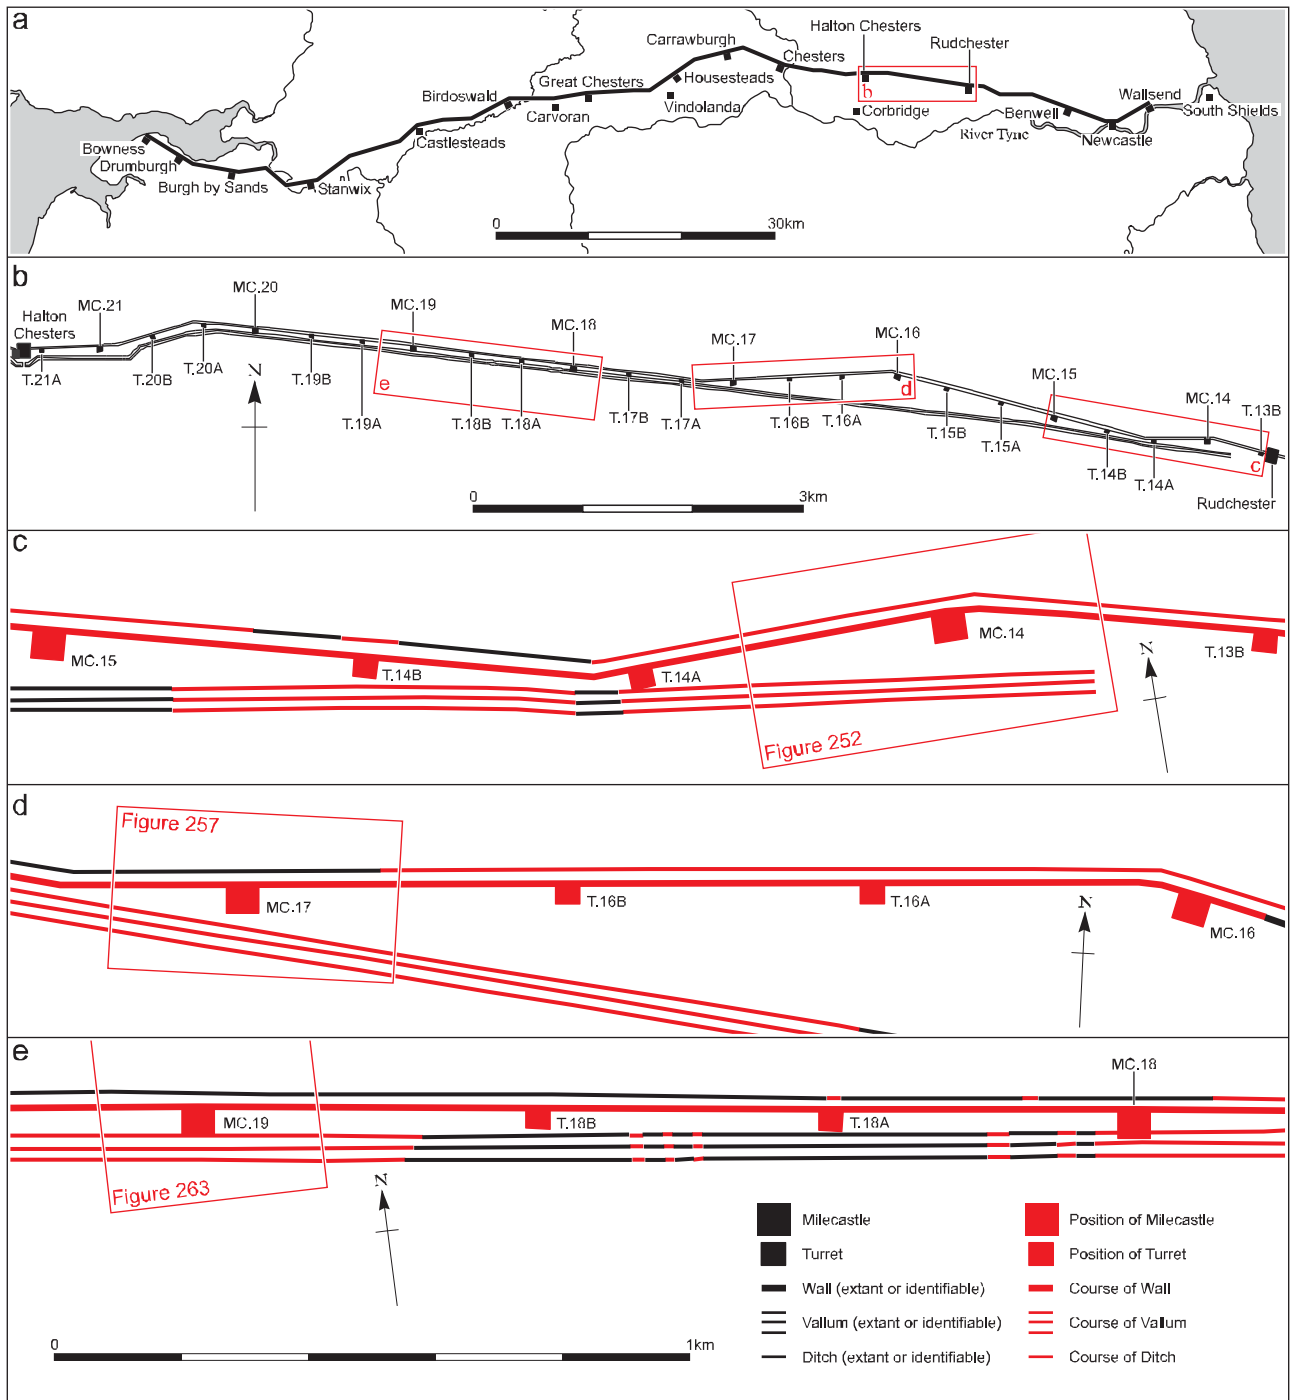 a
Halton Chesters
Rudchester
Carrawburgh
Chesters
Great Chesters
Housesteads
b
Birdoswald
Vindolanda
Wallsend
Carvoran
Corbridge
Benwell
South Shields
Castlesteads
River Tyne
Newcastle
Bowness
Drumburgh
Burgh by Sands
Stanwix
0
30km
b
MC.20
MC.21
MC.19
Halton
Chesters
MC.18
MC.17
MC.16
MC.15
MC.14
T.13B
T.21A
T.20B
T.20A
N
T.19B
T.19A
e
T.18B
T.18A
T.17B
T.17A
T.16B
T.16A
d
T.15B
T.15A
T.14B
T.14A
c
Rudchester
0
3km
c
MC.15
T.14B
T.14A
MC.14
T.13B
N
Figure 252
d
Figure 257
MC.17
T.16B
T.16A
N
MC.16
e
MC.18
MC.19
T.18B
T.18A
Figure 263
N
Milecastle
Position of Milecastle
Turret
Position of Turret
Wall (extant or identifiable)
Course of Wall
Vallum (extant or identifiable)
Course of Vallum
Ditch (extant or identifiable)
Course of Ditch
0
1km